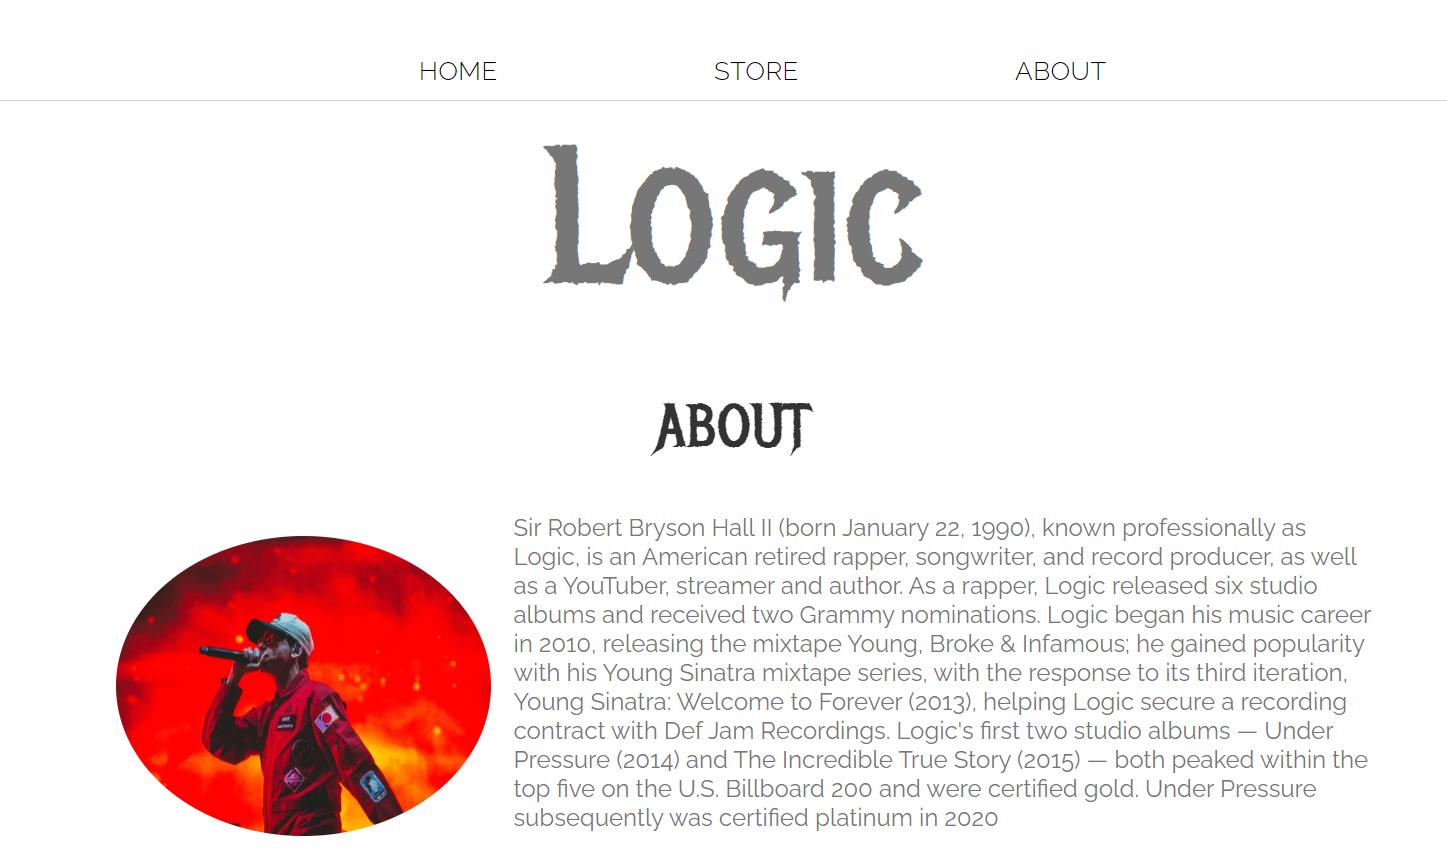 HOME STORE ABOUT
Logic
ABOUT
Sir Robert Bryson Hall II (born January 22, 1990), known professionally as
Logic, is an American retired rapper, songwriter, and record producer, as well
as a YouTuber, streamer and author. As a rapper, Logic released six studio
albums and received two Grammy nominations. Logic began his music career
in 2010, releasing the mixtape Young, Broke & Infamous; he gained popularity
with his Young Sinatra mixtape series, with the response to its third iteration,
Young Sinatra: Welcome to Forever (2013), helping Logic secure a recording
contract with Def Jam Recordings. Logic's first two studio albums — Under
Pressure (2014) and The Incredible True Story (2015) — both peaked within the
top five on the U.S. Billboard 200 and were certified gold. Under Pressure
subsequently was certified platinum in 2020